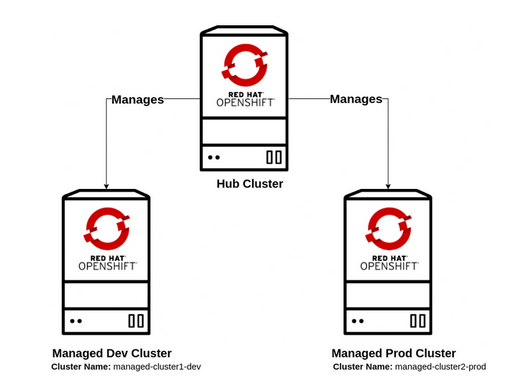 RED HAT®
OPENSHIFT
Manages
Manages
Hub Cluster
RED HAT®
OPENSHIFT®
RED HAT®
OPENSHIFT®
Managed Dev Cluster
Cluster Name: managed-cluster1-dev
Managed Prod Cluster
Cluster Name: managed-cluster2-prod